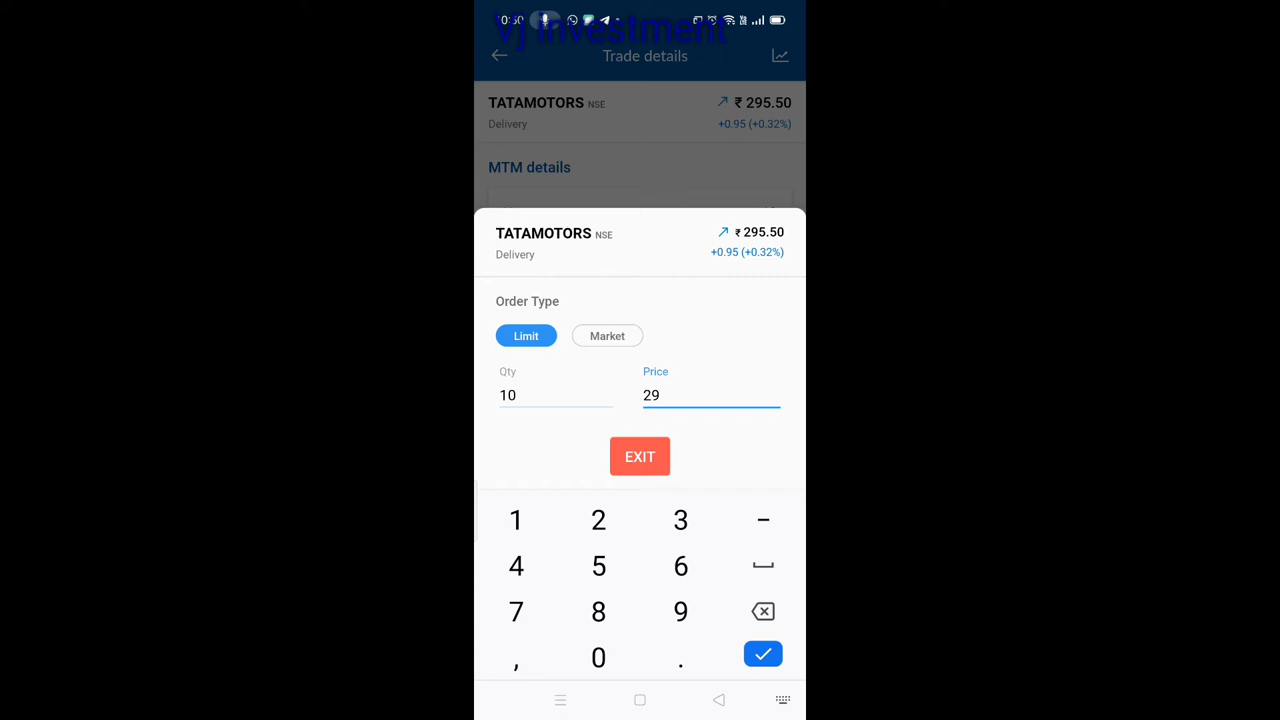 10:30
Vj Investment
Trade details
TATAMOTORS NSE
₹ 295.50
Delivery
+0.95 (+0.32%)
MTM details
TATAMOTORS NSE
₹ 295.50
Delivery
+0.95 (+0.32%)
Order Type
Limit
Market
Qty
Price
10
29
EXIT
1 2 3 -
4 5 6
7 8 9
, 0 .